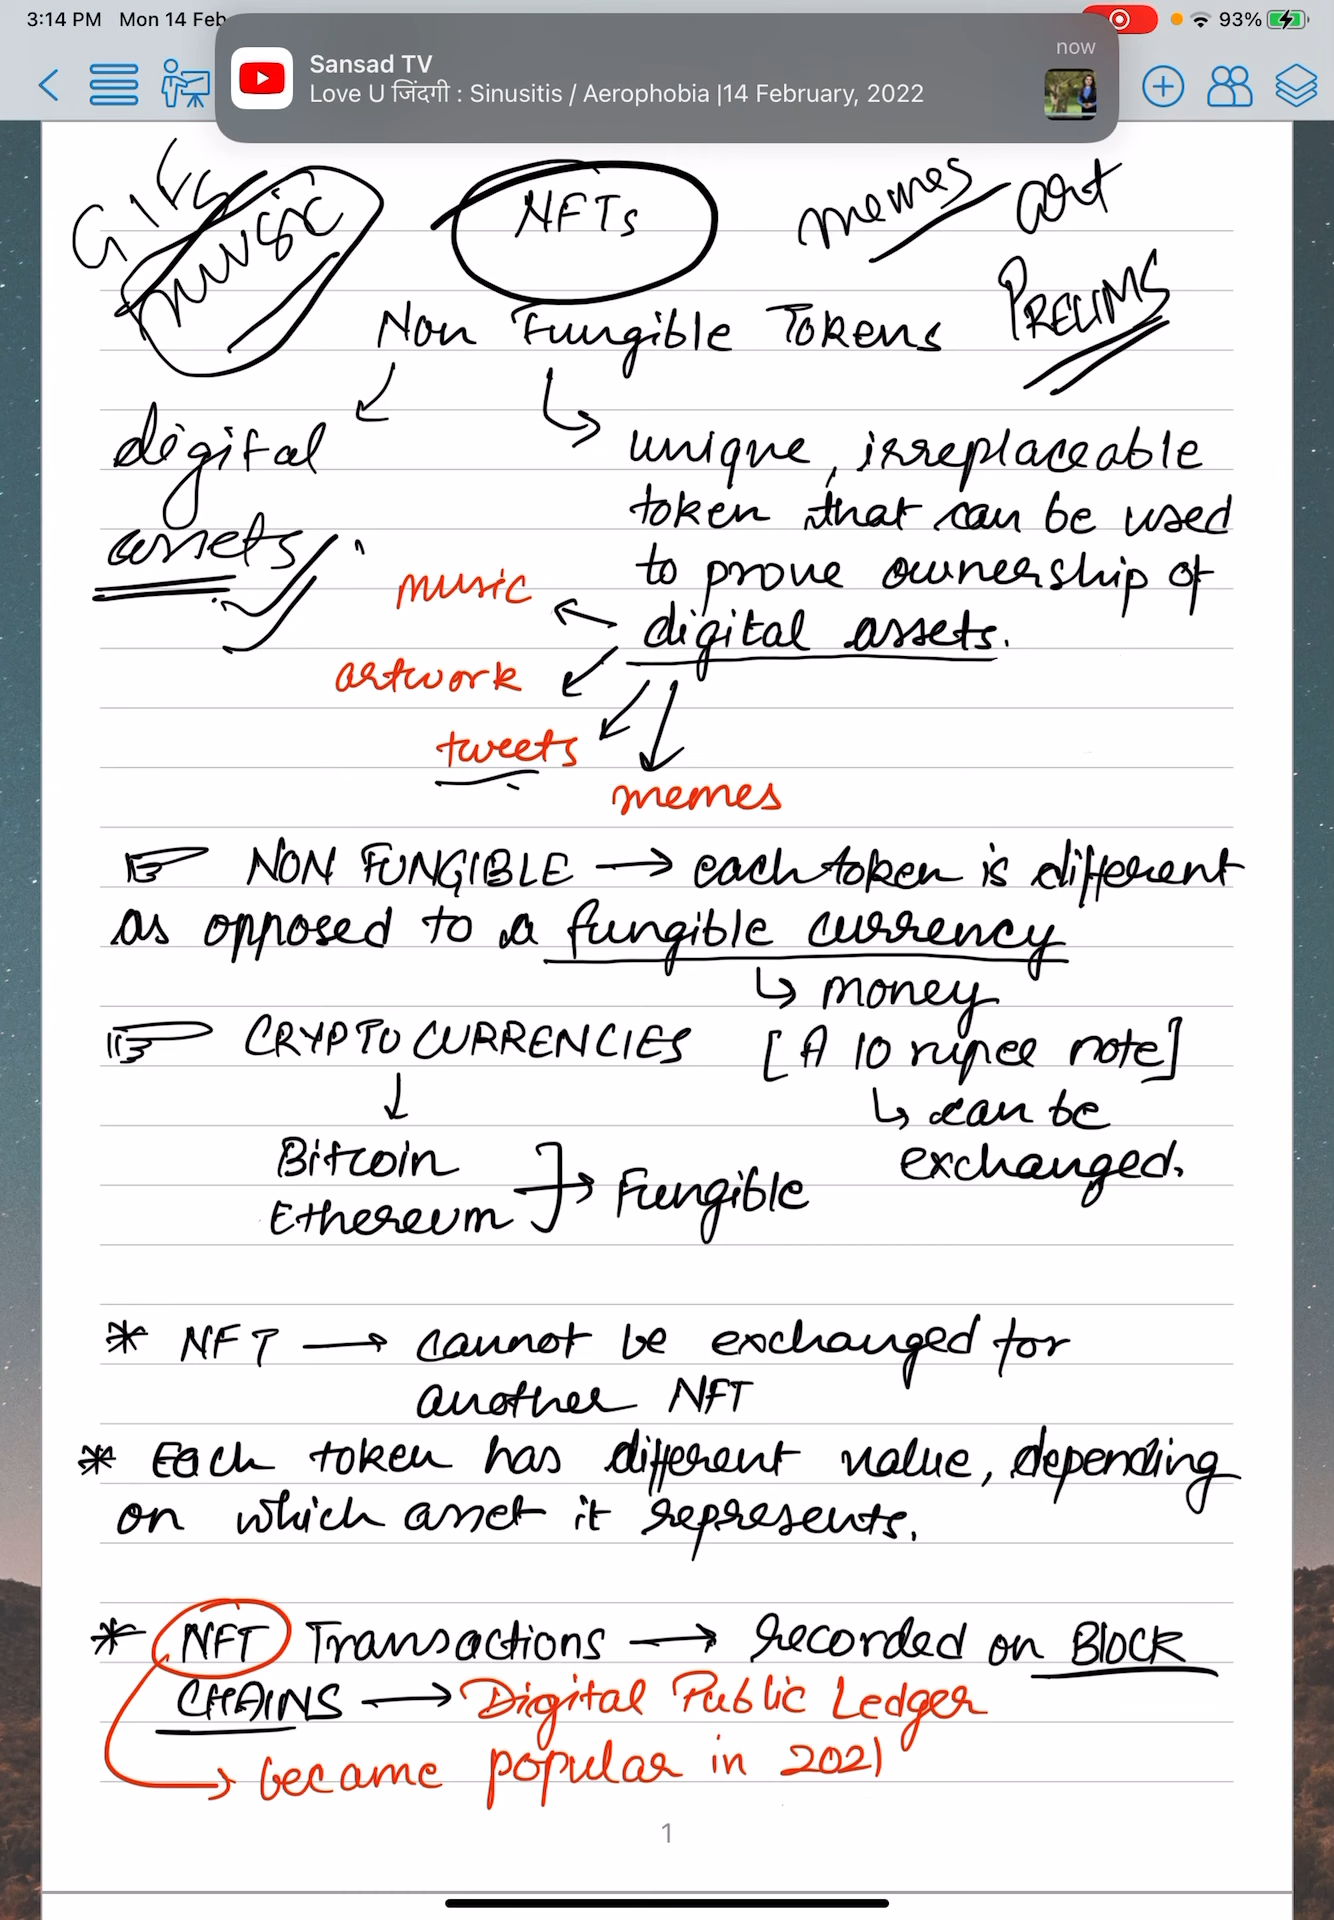 3:14 PM Mon 14 Feb
93%
now
Sansad TV
Love U जिंदगी : Sinusitis / Aerophobia |14 February, 2022
GIFs
music
NFTs
memes
art
PRELIMS
Non Fungible Tokens
digital
assets
unique, irreplaceable
token that can be used
to prove ownership of
digital assets.
music
artwork
tweets
memes
NON FUNGIBLE → each token is different
as opposed to a fungible currency
↳ money
CRYPTO CURRENCIES [A 10 rupee note]
↓
↳ can be
exchanged.
Bitcoin
Ethereum
→ Fungible
* NFT → cannot be exchanged for
another NFT
* Each token has different value, depending
on which asset it represents.
* NFT Transactions → recorded on BLOCK
CHAINS → Digital Public Ledger
→ became popular in 2021
1